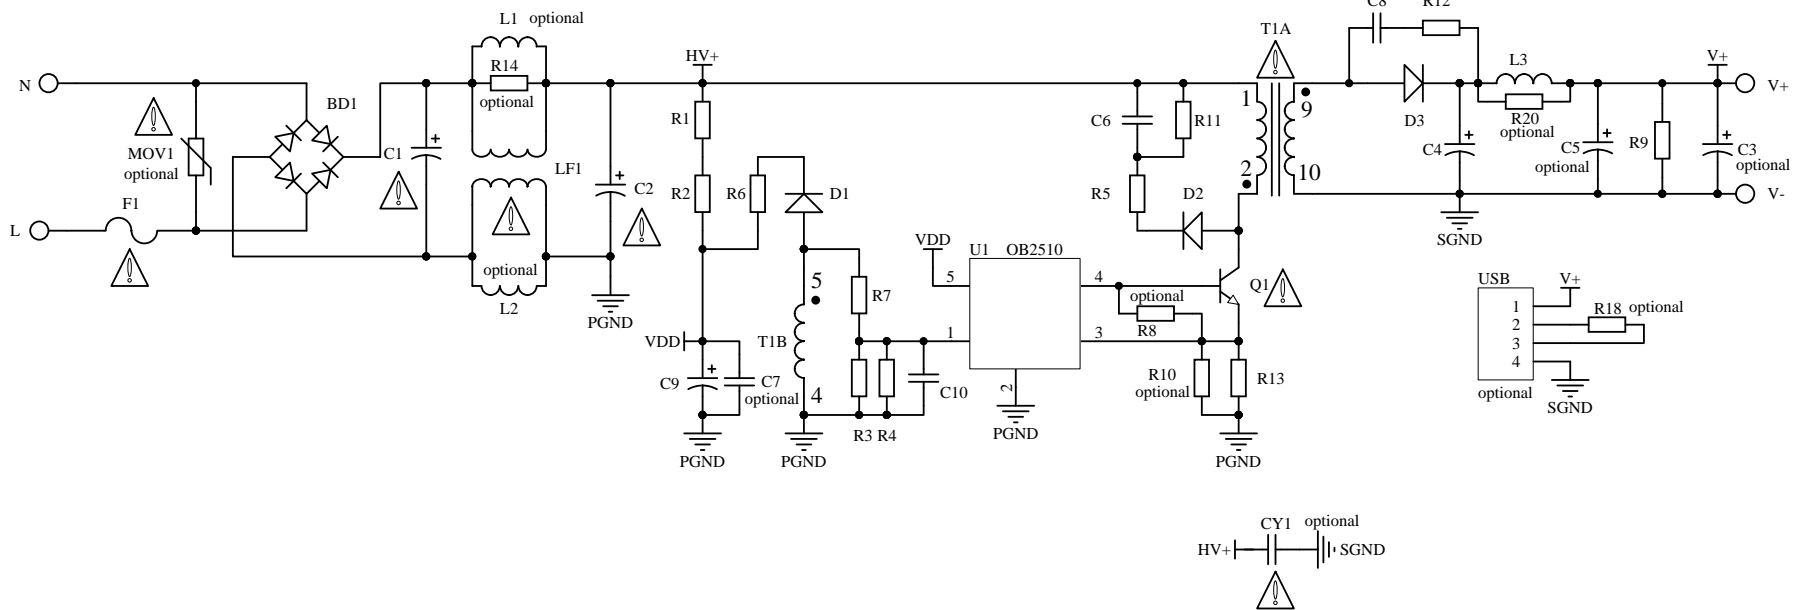 L1 optional
C8
R12
T1A
HV+
R14
optional
L3
V+
N
BD1
1
9
V+
D3
R20
optional
R1
C6
R11
MOV1
optional
C1
C4
C5
optional
R9
C3
optional
LF1
2
10
F1
C2
R2
R6
D1
R5
D2
V-
L
SGND
VDD
U1
OB2510
optional
L2
5
5
4
Q1
USB
V+
optional
R7
R8
1
R18 optional
2
PGND
VDD
T1B
1
3
3
4
C9
C7
optional
4
C10
2
R10
optional
R13
optional
SGND
R3 R4
PGND
PGND
PGND
PGND
CY1
optional
HV+
SGND